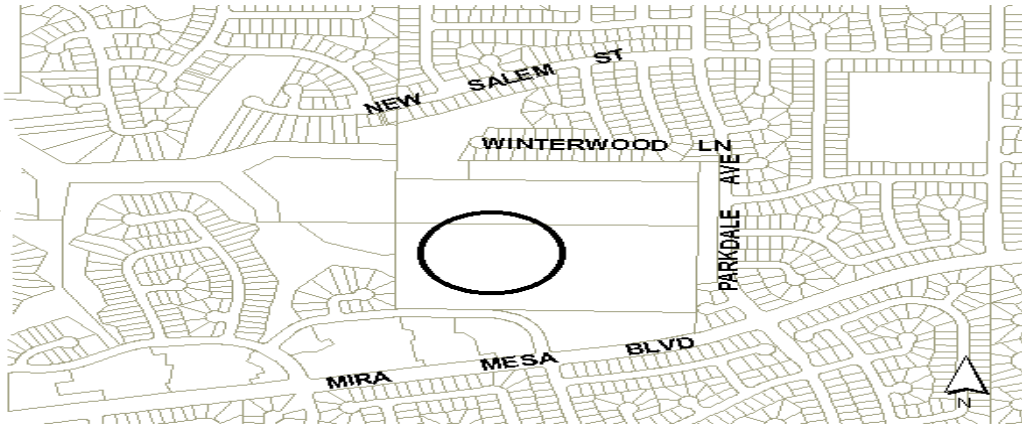 NEW SALEM ST
WINTERWOOD LN
PARKDALE AVE
MIRA MESA BLVD
N